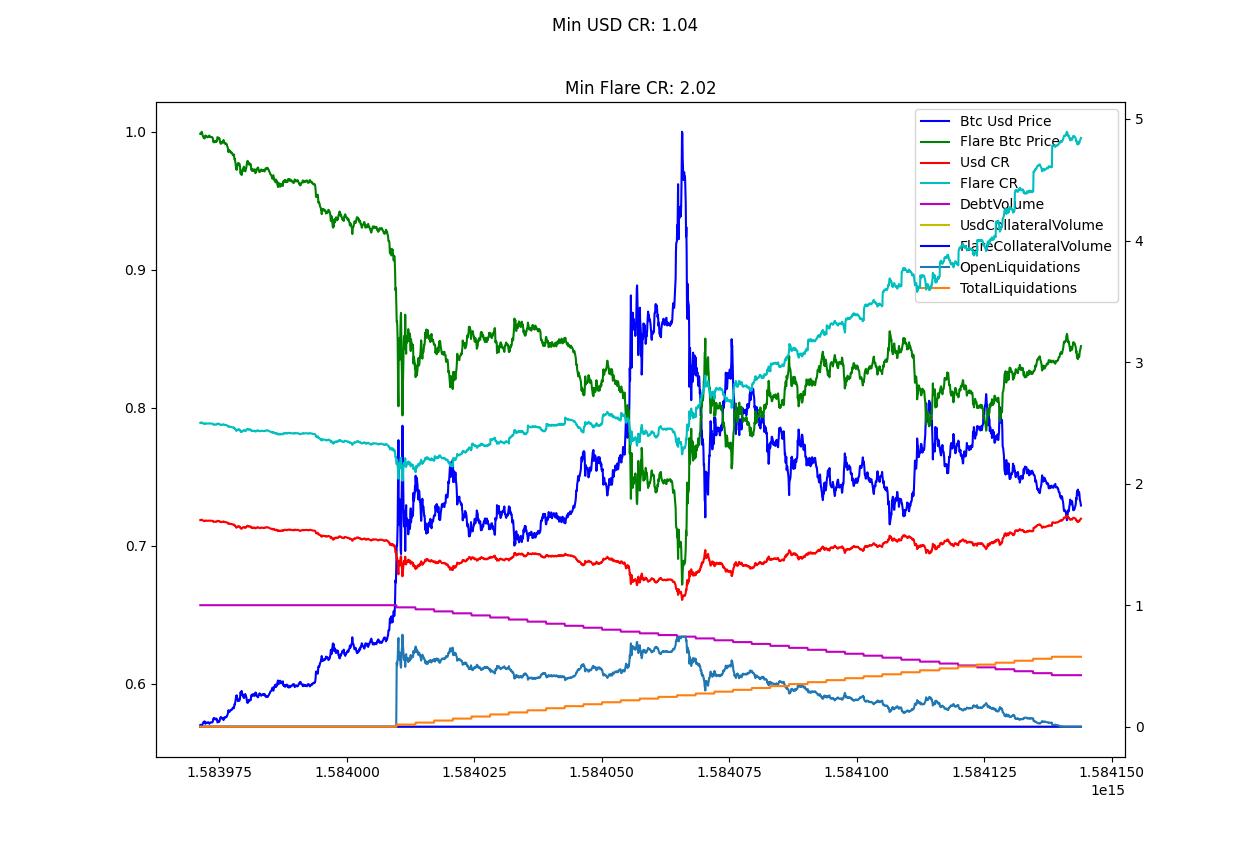 Min USD CR: 1.04
Min Flare CR: 2.02
1.0
0.9
0.8
0.7
0.6
5
4
3
2
1
0
Btc Usd Price
Flare Btc Price
Usd CR
Flare CR
DebtVolume
UsdCollateralVolume
FlareCollateralVolume
OpenLiquidations
TotalLiquidations
1.583975 1.584000 1.584025 1.584050 1.584075 1.584100 1.584125 1.584150
1e15